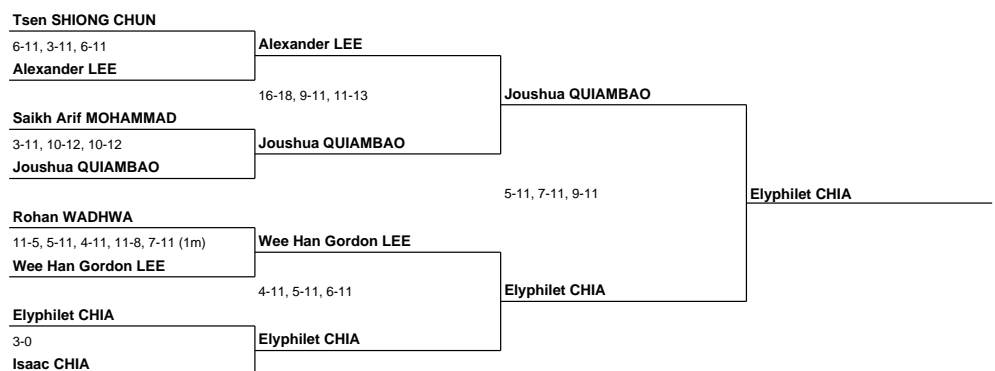 Tsen SHIONG CHUN
6-11, 3-11, 6-11
Alexander LEE
Alexander LEE
16-18, 9-11, 11-13
Joushua QUIAMBAO
Saikh Arif MOHAMMAD
3-11, 10-12, 10-12
Joushua QUIAMBAO
Joushua QUIAMBAO
5-11, 7-11, 9-11
Elyphilet CHIA
Rohan WADHWA
11-5, 5-11, 4-11, 11-8, 7-11 (1m)
Wee Han Gordon LEE
Wee Han Gordon LEE
4-11, 5-11, 6-11
Elyphilet CHIA
Elyphilet CHIA
3-0
Isaac CHIA
Elyphilet CHIA